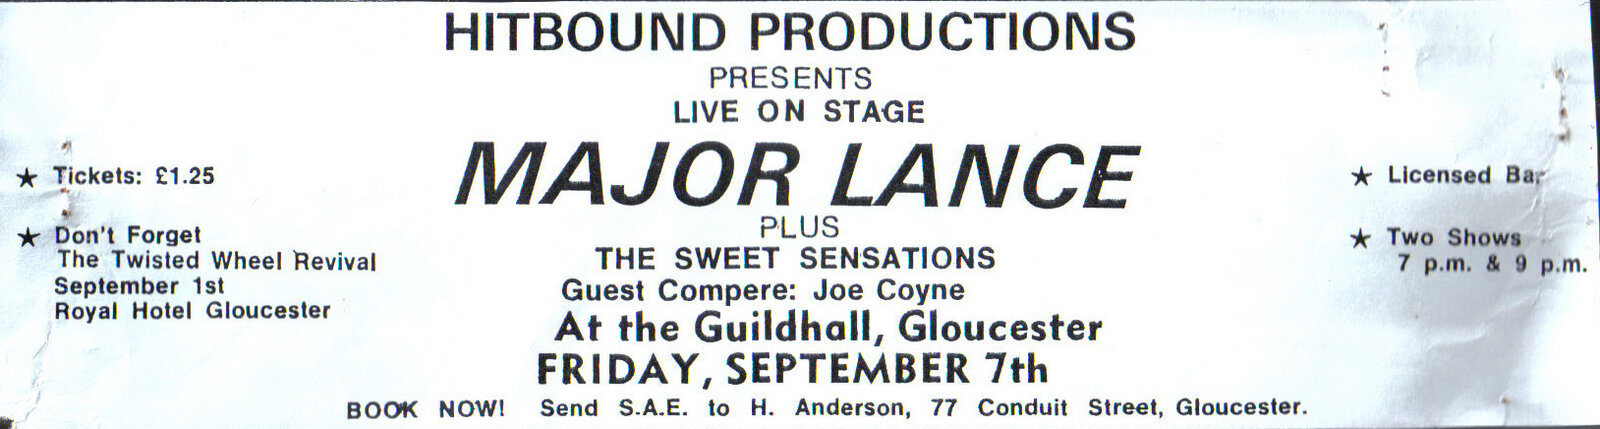 HITBOUND PRODUCTIONS
PRESENTS
LIVE ON STAGE
MAJOR LANCE
PLUS
THE SWEET SENSATIONS
Guest Compere: Joe Coyne
At the Guildhall, Gloucester
FRIDAY, SEPTEMBER 7th
★ Tickets: £1.25
★ Don't Forget
The Twisted Wheel Revival
September 1st
Royal Hotel Gloucester
★ Licensed Bar
★ Two Shows
7 p.m. & 9 p.m.
BOOK NOW! Send S.A.E. to H. Anderson, 77 Conduit Street, Gloucester.